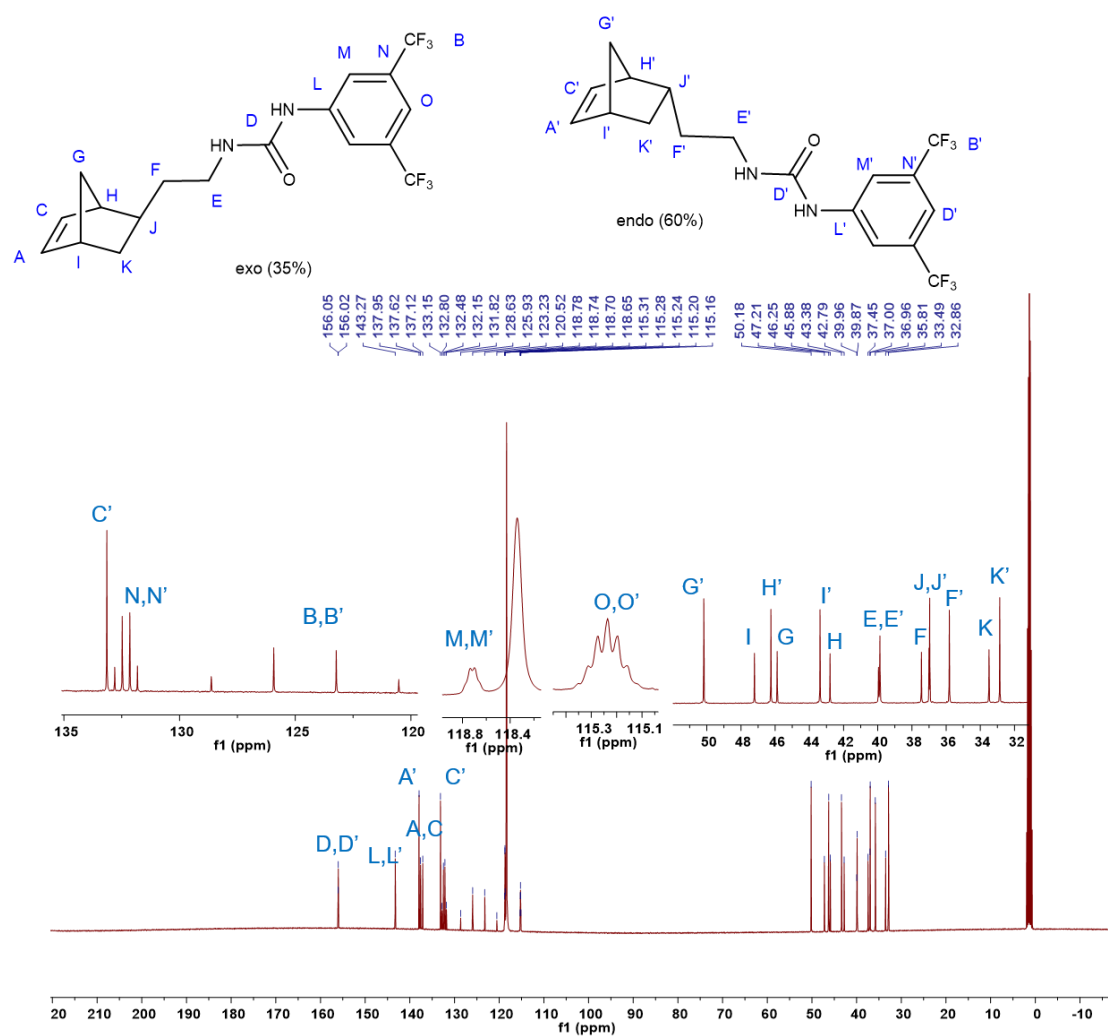 CF₃ B
M N
L O
D HN
HN O CF₃
G F E
H
C J
A I K
exo (35%)
G'
H' J'
C' E'
A' I' K' F'
O
HN D' HN
CF₃ B'
M' N'
L' D'
CF₃
endo (60%)
156.05
156.02
143.27
137.95
137.62
137.12
133.15
132.80
132.48
132.15
131.82
128.63
125.93
123.23
120.52
118.78
118.74
118.70
118.65
115.31
115.28
115.24
115.20
115.16
50.18
47.21
46.25
45.88
43.38
42.79
39.96
39.87
37.45
37.00
36.96
35.81
33.49
32.86
C'
N,N'
B,B'
135 130 125 120
f1 (ppm)
M,M'
118.8 118.4
f1 (ppm)
O,O'
115.3 115.1
f1 (ppm)
G' I H' G I' H E,E' F J,J' F' K K'
50 48 46 44 42 40 38 36 34 32
f1 (ppm)
A' C'
A,C
D,D' L,L'
20 210 200 190 180 170 160 150 140 130 120 110 100 90 80 70 60 50 40 30 20 10 0 -10
f1 (ppm)